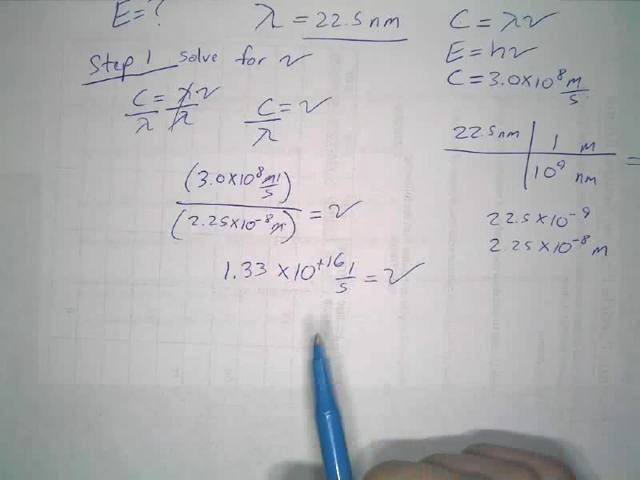 E = ? λ = 22.5 nm C = λν
E = hν
Step 1 solve for ν
C = 3.0 × 10⁸ m/s
C/λ = λν/λ C/λ = ν
22.5 nm | 1 m =
10⁹ nm
(3.0 × 10⁸ m 1/s)/(2.25 × 10⁻⁸ m) = ν
22.5 × 10⁻⁹
2.25 × 10⁻⁸ m
1.33 × 10⁺¹⁶ 1/s = ν